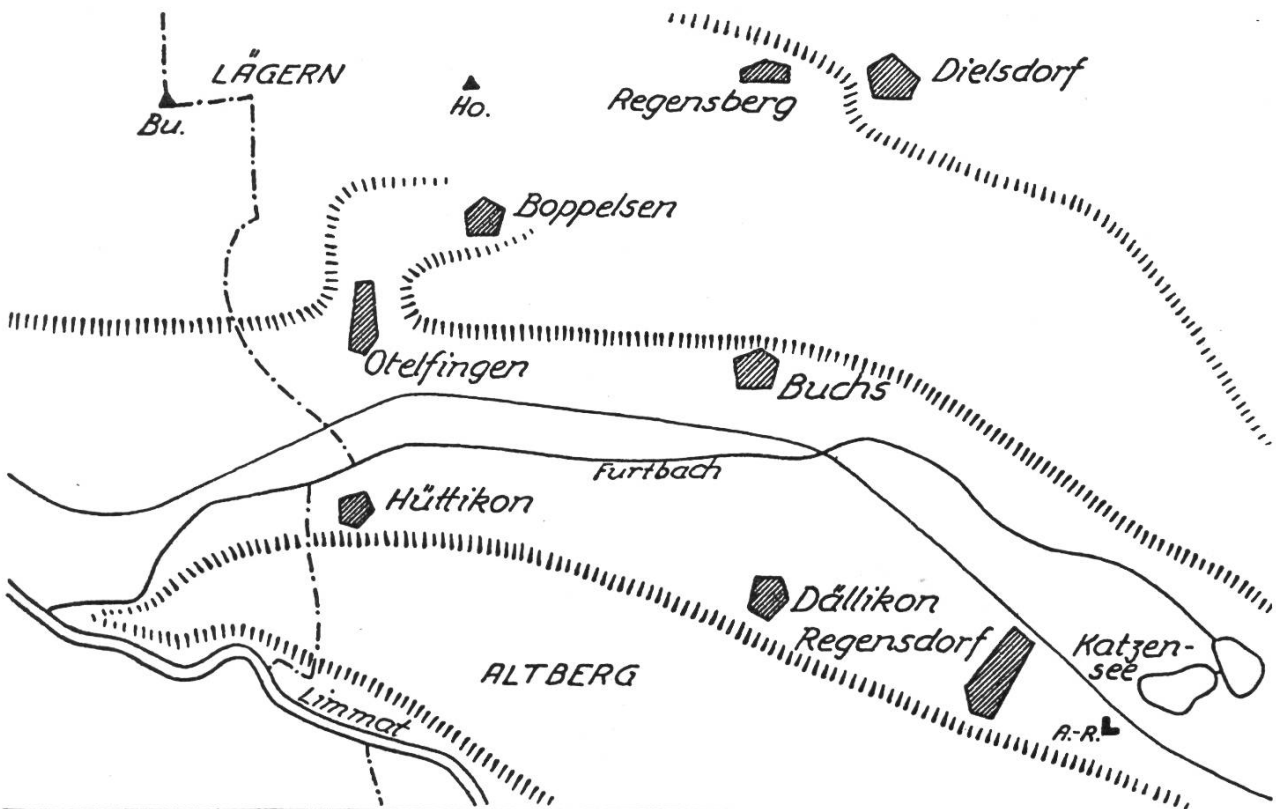 LÄGERN
Bu.
Ho.
Regensberg
Dielsdorf
Boppelsen
Otelfingen
Buchs
Furtbach
Hüttikon
Dällikon
Regensdorf
Katzen-
see
ALTBERG
Limmat
A.-R.